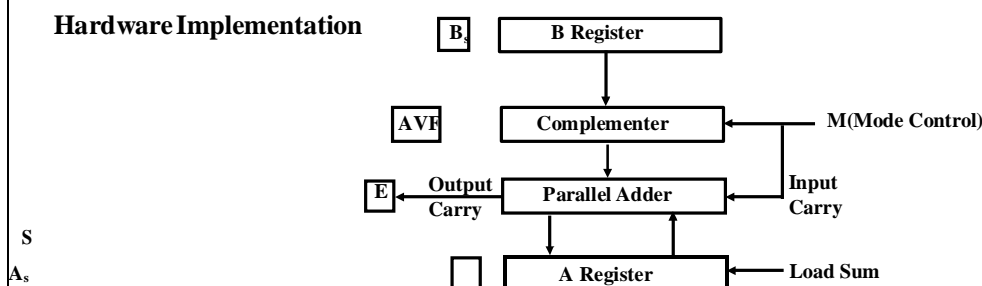 Hardware Implementation
Bs
B Register
AVF
Complementer
M(Mode Control)
E
Output
Carry
Parallel Adder
Input
Carry
S
As
A Register
Load Sum